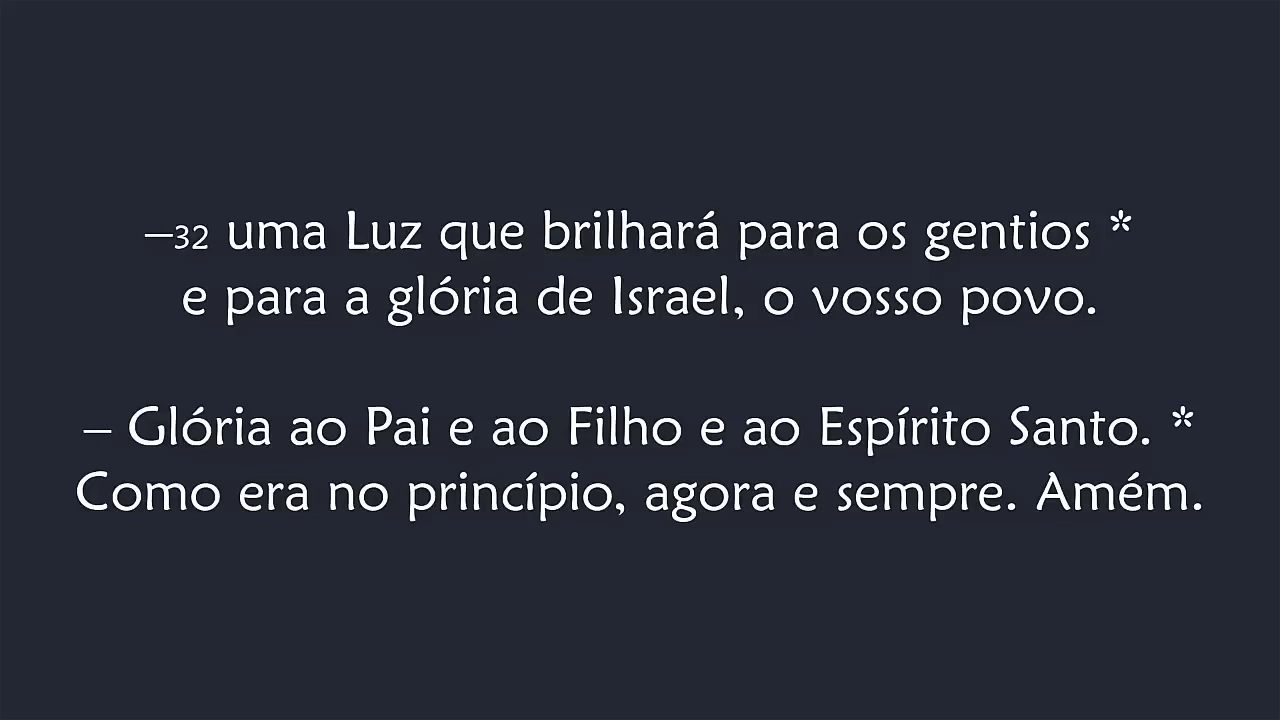 –32 uma Luz que brilhará para os gentios *
e para a glória de Israel, o vosso povo.
– Glória ao Pai e ao Filho e ao Espírito Santo. *
Como era no princípio, agora e sempre. Amém.